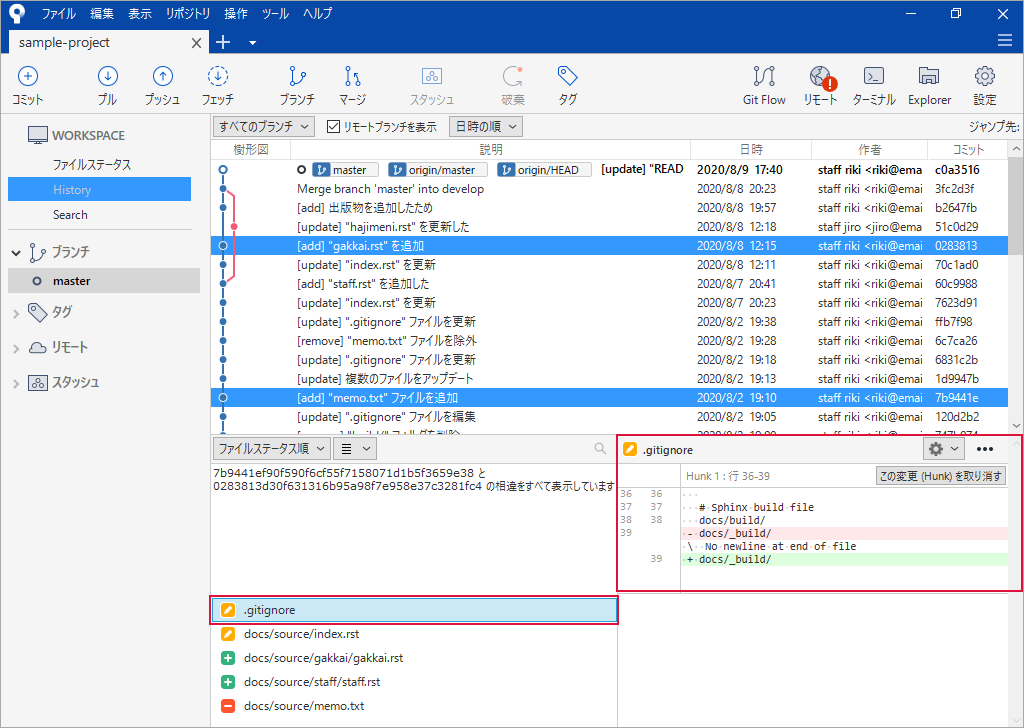 ファイル 編集 表示 リポジトリ 操作 ツール ヘルプ
sample-project
コミット プル プッシュ フェッチ ブランチ マージ スタッシュ 破棄 タグ Git Flow リモート ターミナル Explorer 設定
WORKSPACE
ファイルステータス
History
Search
ブランチ
master
タグ
リモート
スタッシュ
すべてのブランチ リモートブランチを表示 日時の順 ジャンプ先:
樹形図 説明 日時 作者 コミット
master origin/master origin/HEAD [update] "READ 2020/8/9 17:40 staff riki <riki@ema c0a3516
Merge branch 'master' into develop 2020/8/8 20:23 staff riki <riki@emai 3fc2d3f
[add] 出版物を追加したため 2020/8/8 19:57 staff riki <riki@emai b2647fb
[update] "hajimeni.rst" を更新した 2020/8/8 12:18 staff jiro <jiro@emai 51c0d29
[add] "gakkai.rst" を追加 2020/8/8 12:15 staff riki <riki@emai 0283813
[update] "index.rst" を更新 2020/8/8 12:11 staff riki <riki@emai 70c1ad0
[add] "staff.rst" を追加した 2020/8/7 20:41 staff riki <riki@emai 60c9988
[update] "index.rst" を更新 2020/8/7 20:23 staff riki <riki@emai 7623d91
[update] ".gitignore" ファイルを更新 2020/8/2 19:38 staff riki <riki@emai ffb7f98
[remove] "memo.txt" ファイルを除外 2020/8/2 19:28 staff riki <riki@emai 6c7ca26
[update] ".gitignore" ファイルを更新 2020/8/2 19:18 staff riki <riki@emai 6831c2b
[update] 複数のファイルをアップデート 2020/8/2 19:13 staff riki <riki@emai 1d9947b
[add] "memo.txt" ファイルを追加 2020/8/2 19:10 staff riki <riki@emai 7b9441e
[update] ".gitignore" ファイルを編集 2020/8/2 19:05 staff riki <riki@emai 120d2b2
ファイルステータス順
7b9441ef90f590f6cf55f7158071d1b5f3659e38 と
0283813d30f631316b95a98f7e958e37c3281fc4 の相違をすべて表示しています
.gitignore
docs/source/index.rst
docs/source/gakkai/gakkai.rst
docs/source/staff/staff.rst
docs/source/memo.txt
.gitignore
Hunk 1 : 行 36-39 この変更 (Hunk) を取り消す
36 36
37 37 # Sphinx build file
38 38 docs/build/
39 - docs/_build/
\ No newline at end of file
39 + docs/_build/